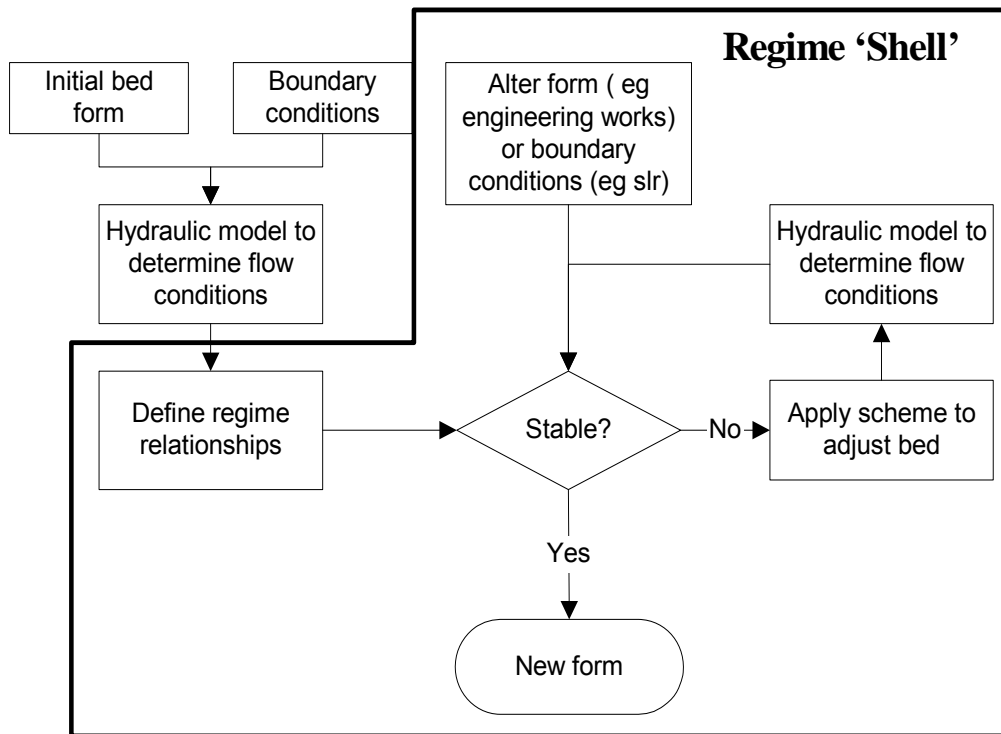 Regime ‘Shell’
Initial bed
form
Boundary
conditions
Alter form ( eg
engineering works)
or boundary
conditions (eg slr)
Hydraulic model to
determine flow
conditions
Hydraulic model to
determine flow
conditions
Define regime
relationships
Stable?
No
Apply scheme to
adjust bed
Yes
New form